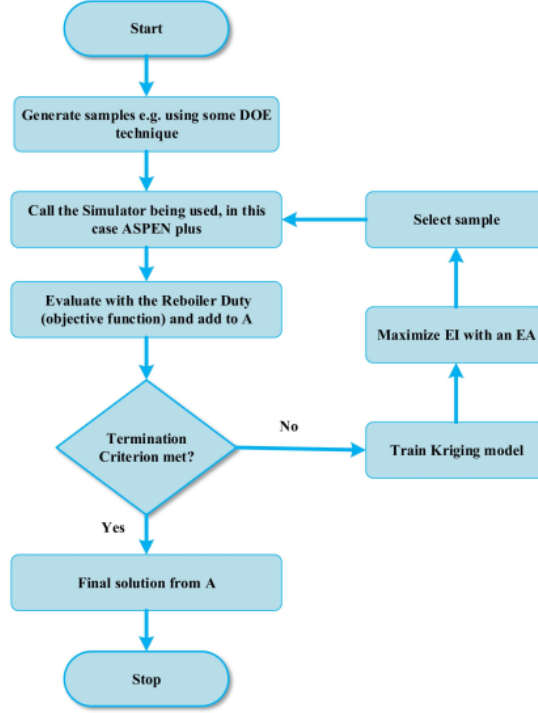 Start
Generate samples e.g. using some DOE
technique
Call the Simulator being used, in this
case ASPEN plus
Select sample
Evaluate with the Reboiler Duty
(objective function) and add to A
Maximize EI with an EA
Termination
Criterion met?
No
Train Kriging model
Yes
Final solution from A
Stop